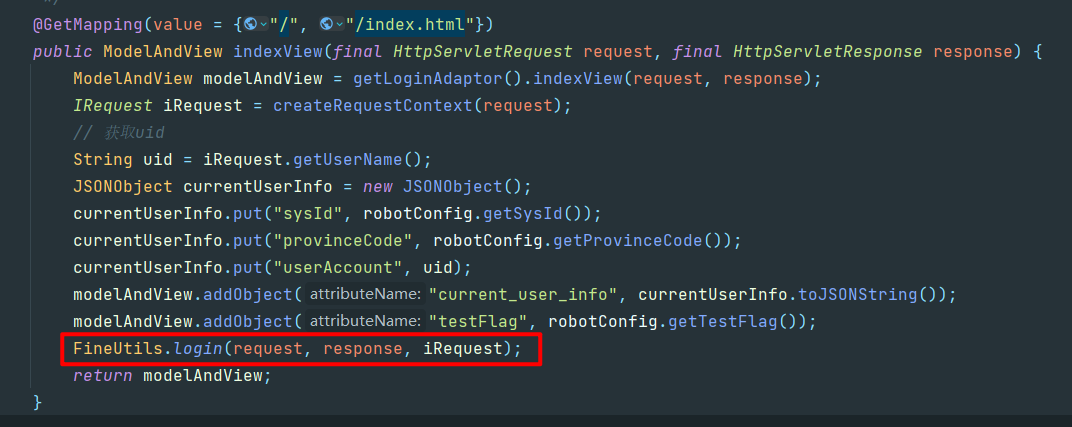 */
@GetMapping(value = {"/", "/index.html"})
public ModelAndView indexView(final HttpServletRequest request, final HttpServletResponse response) {
ModelAndView modelAndView = getLoginAdaptor().indexView(request, response);
IRequest iRequest = createRequestContext(request);
// 获取uid
String uid = iRequest.getUserName();
JSONObject currentUserInfo = new JSONObject();
currentUserInfo.put("sysId", robotConfig.getSysId());
currentUserInfo.put("provinceCode", robotConfig.getProvinceCode());
currentUserInfo.put("userAccount", uid);
modelAndView.addObject( attributeName: "current_user_info", currentUserInfo.toJSONString());
modelAndView.addObject( attributeName: "testFlag", robotConfig.getTestFlag());
FineUtils.login(request, response, iRequest);
return modelAndView;
}